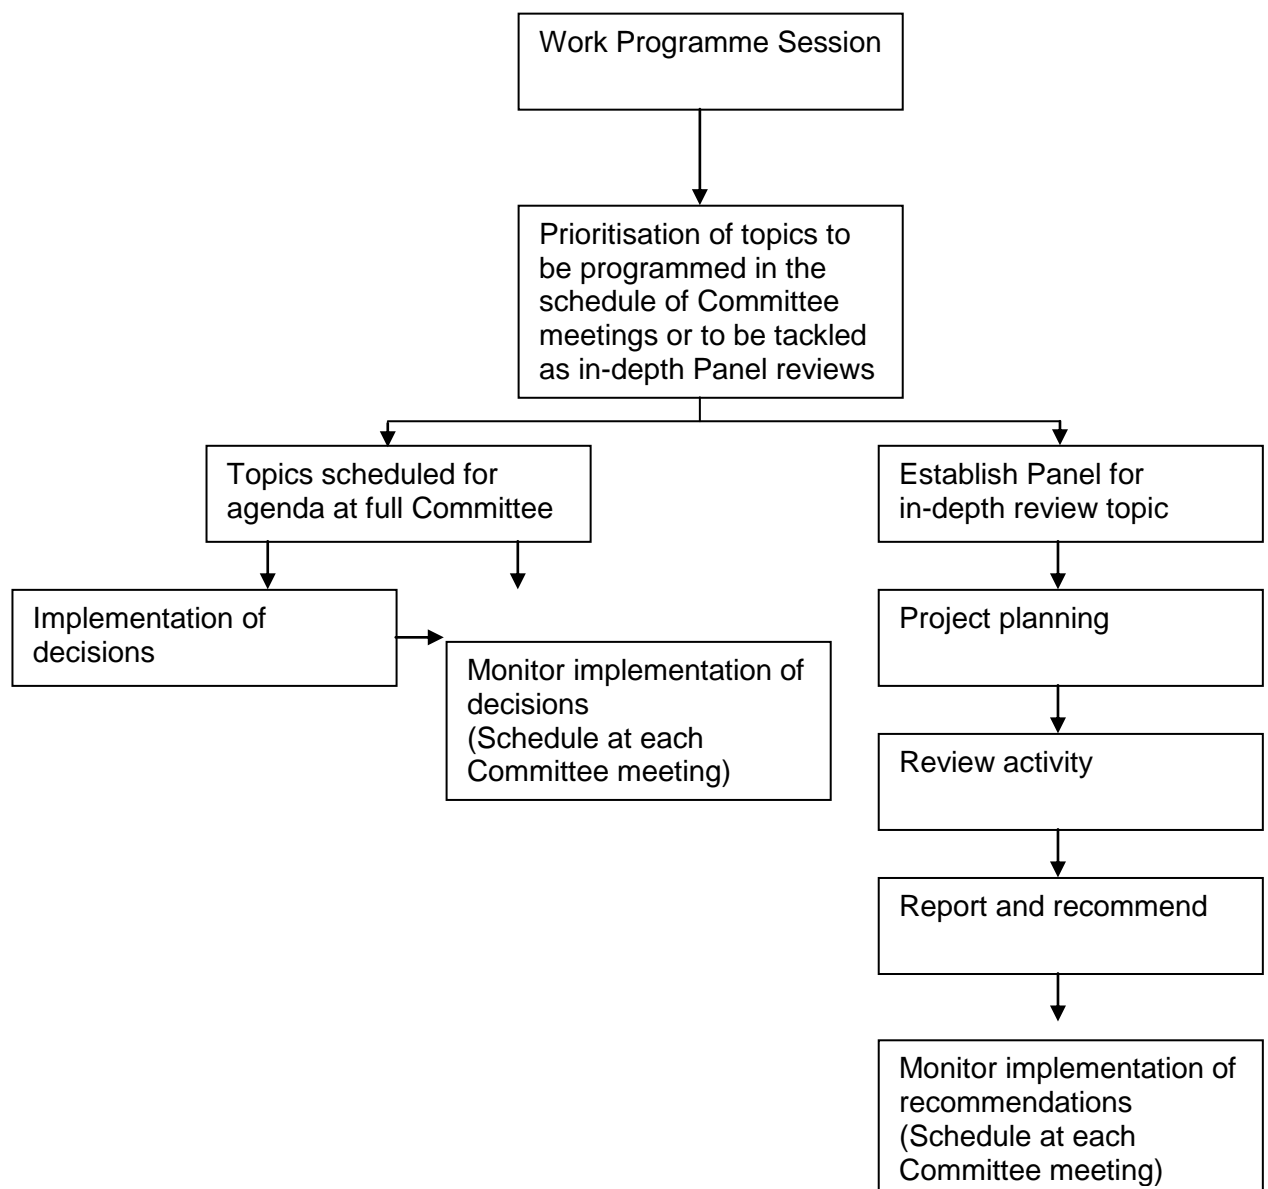 Work Programme Session
Prioritisation of topics to
be programmed in the
schedule of Committee
meetings or to be tackled
as in-depth Panel reviews
Topics scheduled for
agenda at full Committee
Establish Panel for
in-depth review topic
Implementation of
decisions
Monitor implementation of
decisions
(Schedule at each
Committee meeting)
Project planning
Review activity
Report and recommend
Monitor implementation of
recommendations
(Schedule at each
Committee meeting)